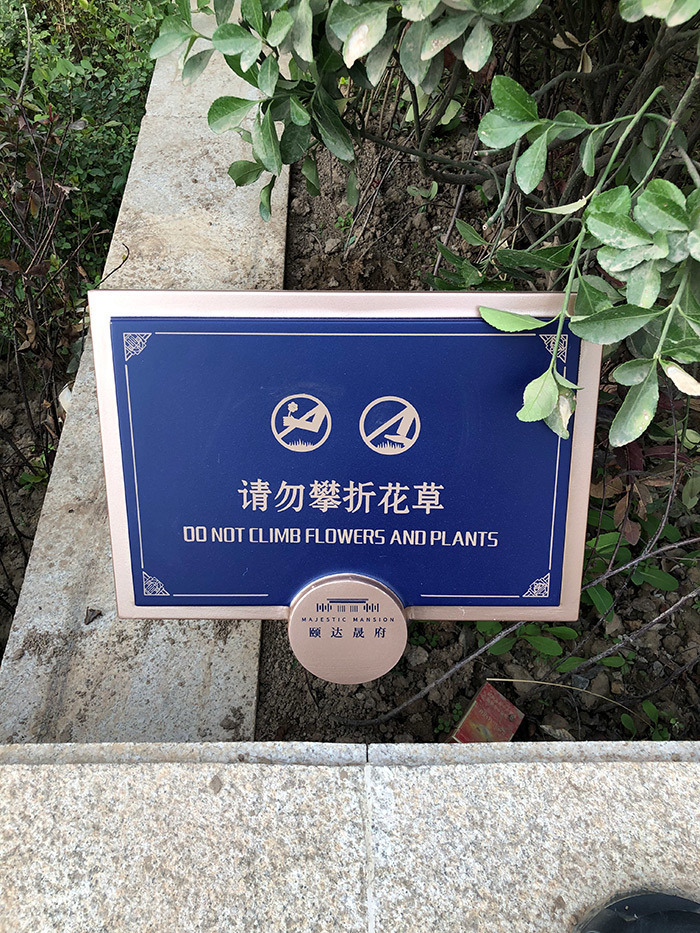 请勿攀折花草
DO NOT CLIMB FLOWERS AND PLANTS
MAJESTIC MANSION
颐达晟府